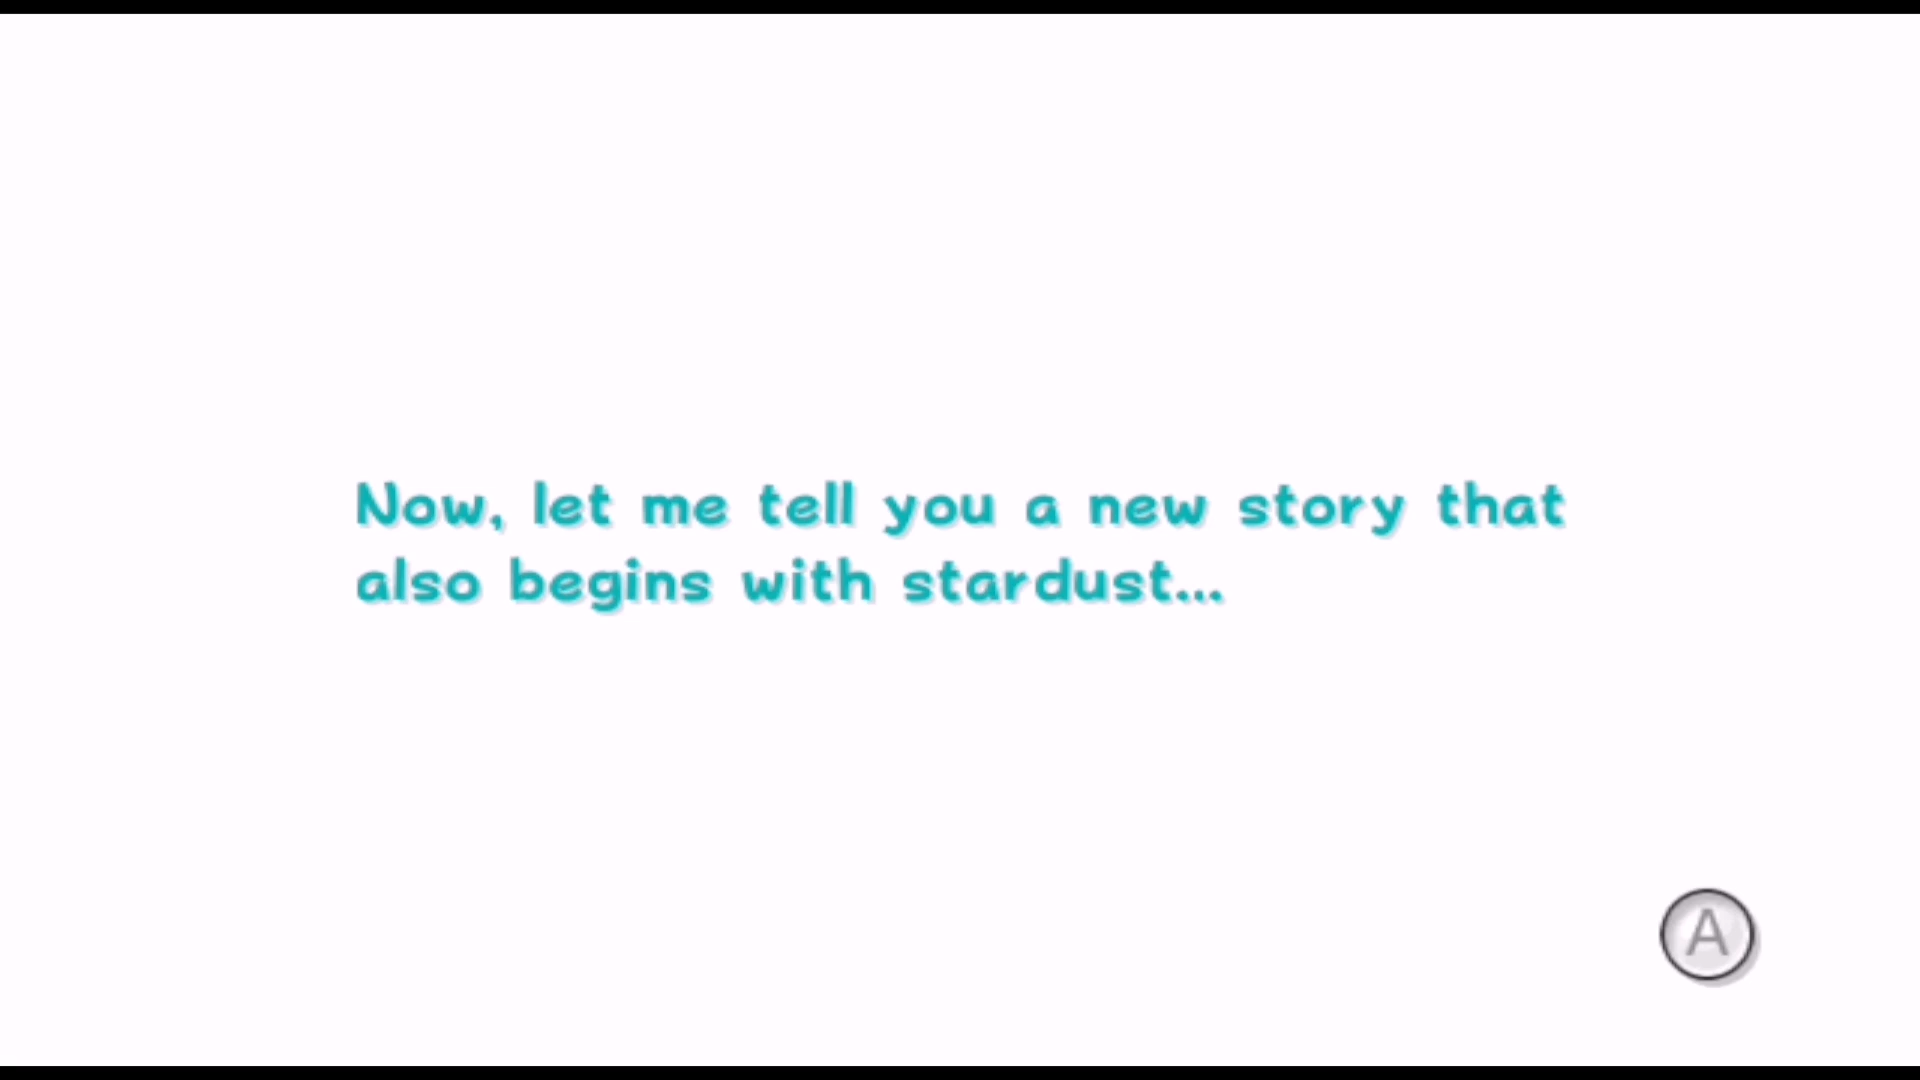 Now, let me tell you a new story that
also begins with stardust...
A